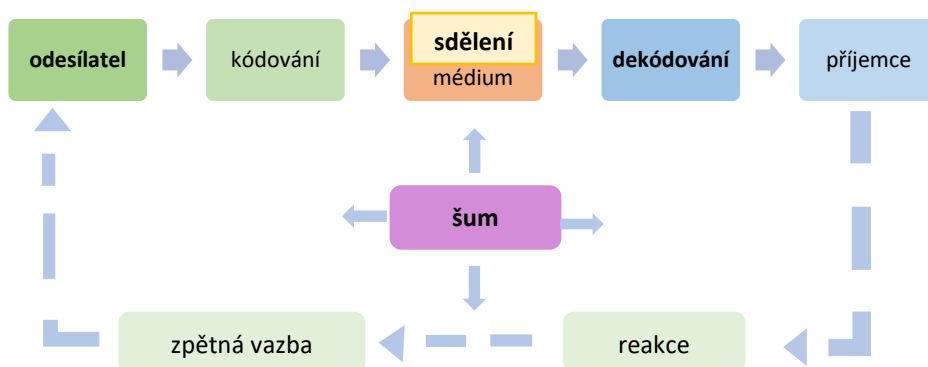 odesílatel
kódování
sdělení
médium
dekódování
příjemce
šum
zpětná vazba
reakce